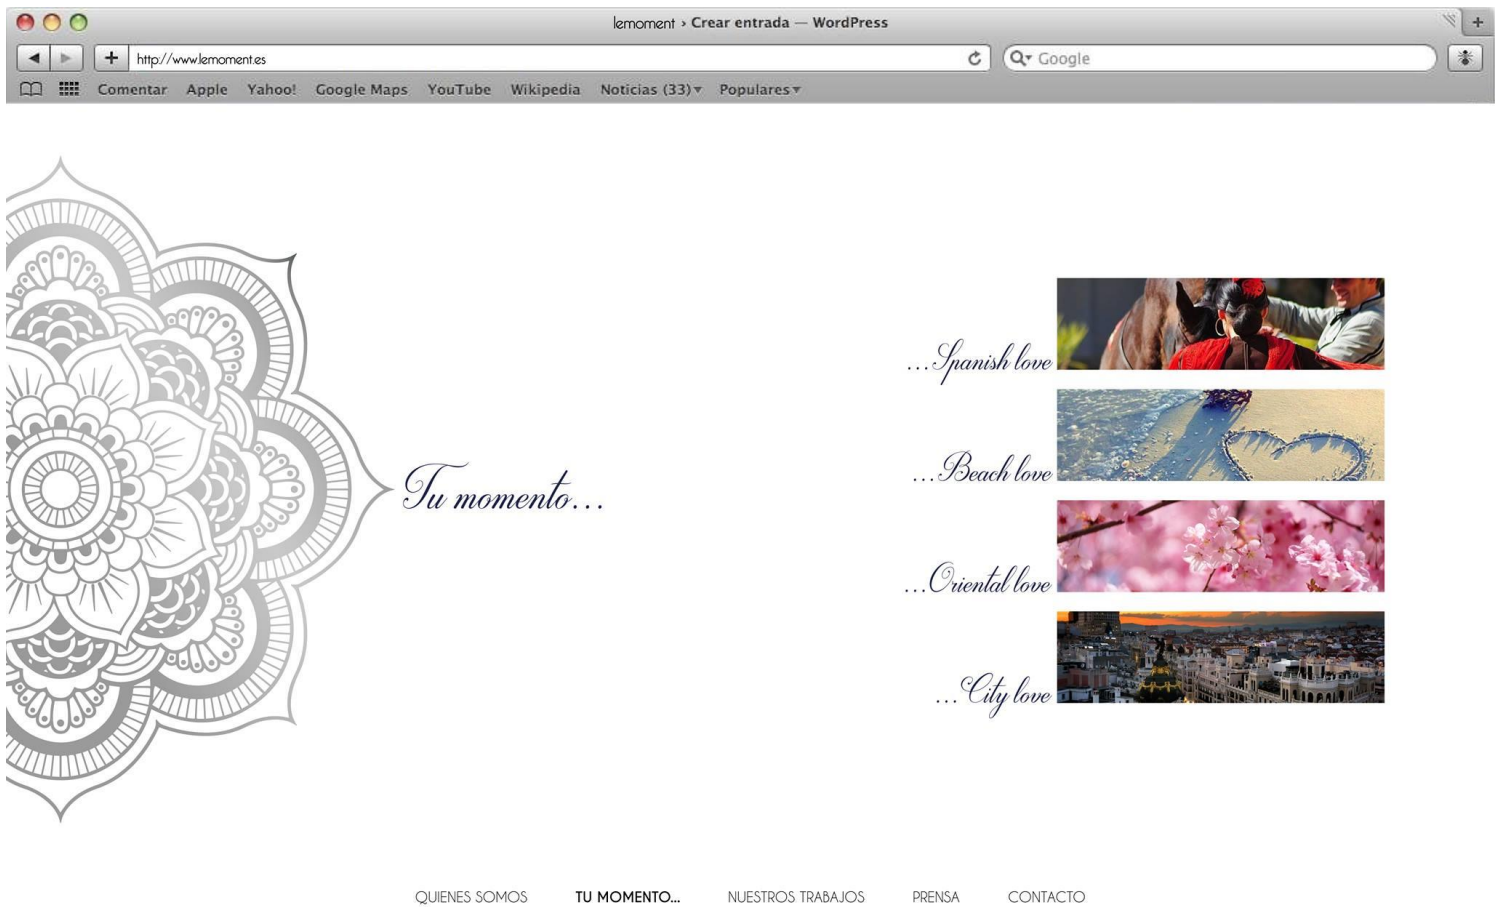 lemoment › Crear entrada — WordPress
http://www.lemoment.es
Google
Comentar Apple Yahoo! Google Maps YouTube Wikipedia Noticias (33) Populares
...Spanish love
...Beach love
Tu momento...
...Oriental love
...City love
QUIENES SOMOS TU MOMENTO... NUESTROS TRABAJOS PRENSA CONTACTO